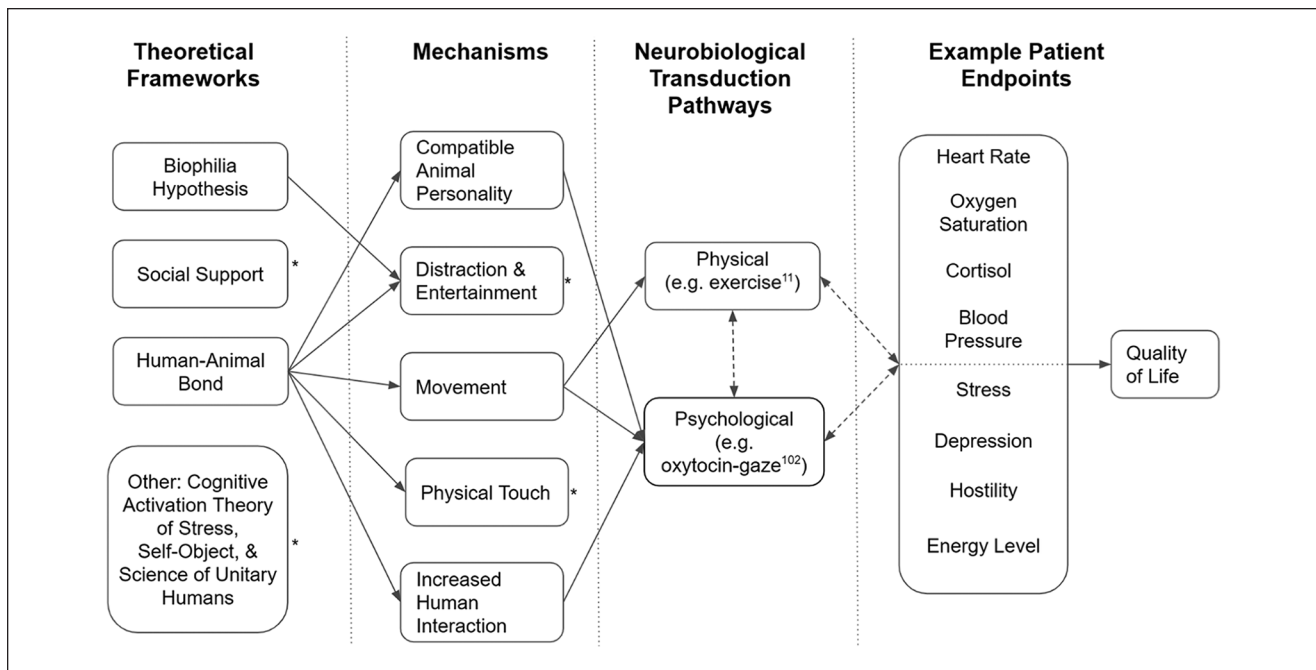 Theoretical
Frameworks
Mechanisms
Neurobiological
Transduction
Pathways
Example Patient
Endpoints
Biophilia
Hypothesis
Social Support
*
Human-Animal
Bond
Other: Cognitive
Activation Theory
of Stress,
Self-Object, &
Science of Unitary
Humans
*
Compatible
Animal
Personality
Distraction &
Entertainment
*
Movement
Physical Touch
*
Increased
Human
Interaction
Physical
(e.g. exercise¹¹)
Psychological
(e.g.
oxytocin-gaze¹⁰²)
Heart Rate
Oxygen
Saturation
Cortisol
Blood
Pressure
Stress
Depression
Hostility
Energy Level
Quality
of Life